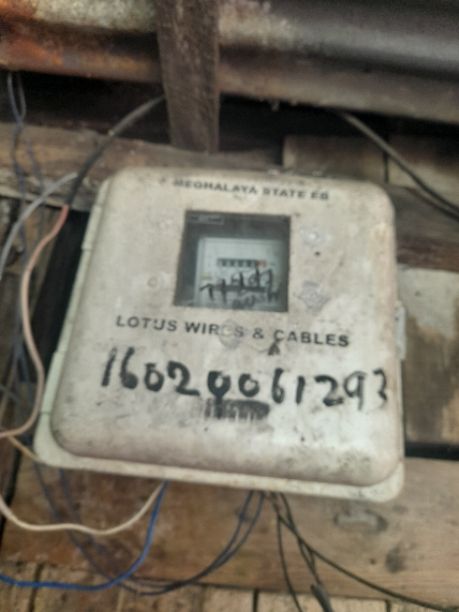 MEGHALAYA STATE EB
LOTUS WIRES & CABLES
16020061293